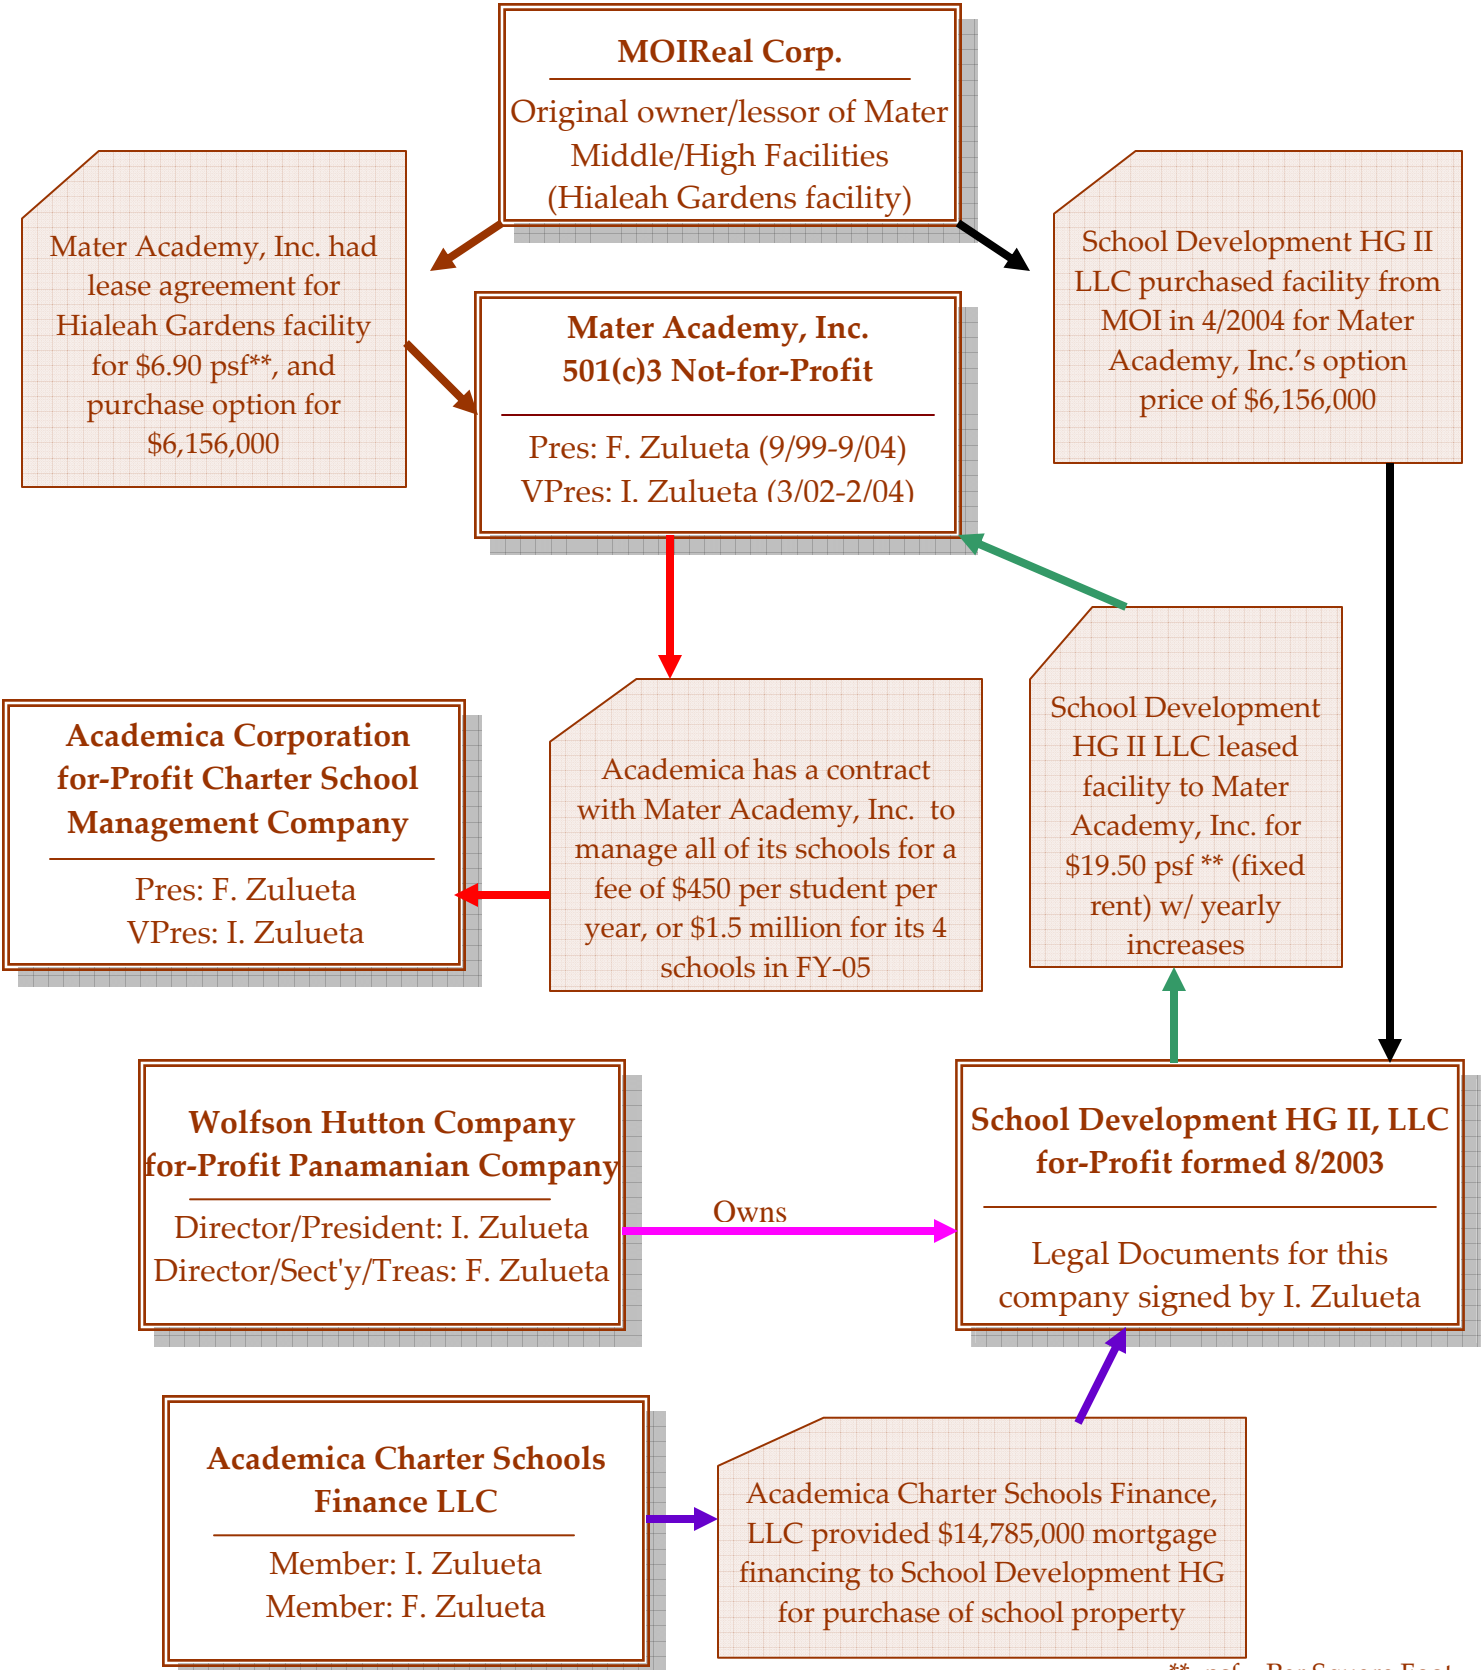 MOIReal Corp.
Original owner/lessor of Mater
Middle/High Facilities
(Hialeah Gardens facility)
Mater Academy, Inc. had
lease agreement for
Hialeah Gardens facility
for $6.90 psf**, and
purchase option for
$6,156,000
School Development HG II
LLC purchased facility from
MOI in 4/2004 for Mater
Academy, Inc.'s option
price of $6,156,000
Mater Academy, Inc.
501(c)3 Not-for-Profit
Pres: F. Zulueta (9/99-9/04)
VPres: I. Zulueta (3/02-2/04)
Academica Corporation
for-Profit Charter School
Management Company
Pres: F. Zulueta
VPres: I. Zulueta
Academica has a contract
with Mater Academy, Inc.  to
manage all of its schools for a
fee of $450 per student per
year, or $1.5 million for its 4
schools in FY-05
School Development
HG II LLC leased
facility to Mater
Academy, Inc. for
$19.50 psf ** (fixed
rent) w/ yearly
increases
Wolfson Hutton Company
for-Profit Panamanian Company
Director/President: I. Zulueta
Director/Sect'y/Treas: F. Zulueta
Owns
School Development HG II, LLC
for-Profit formed 8/2003
Legal Documents for this
company signed by I. Zulueta
Academica Charter Schools
Finance LLC
Member: I. Zulueta
Member: F. Zulueta
Academica Charter Schools Finance,
LLC provided $14,785,000 mortgage
financing to School Development HG
for purchase of school property